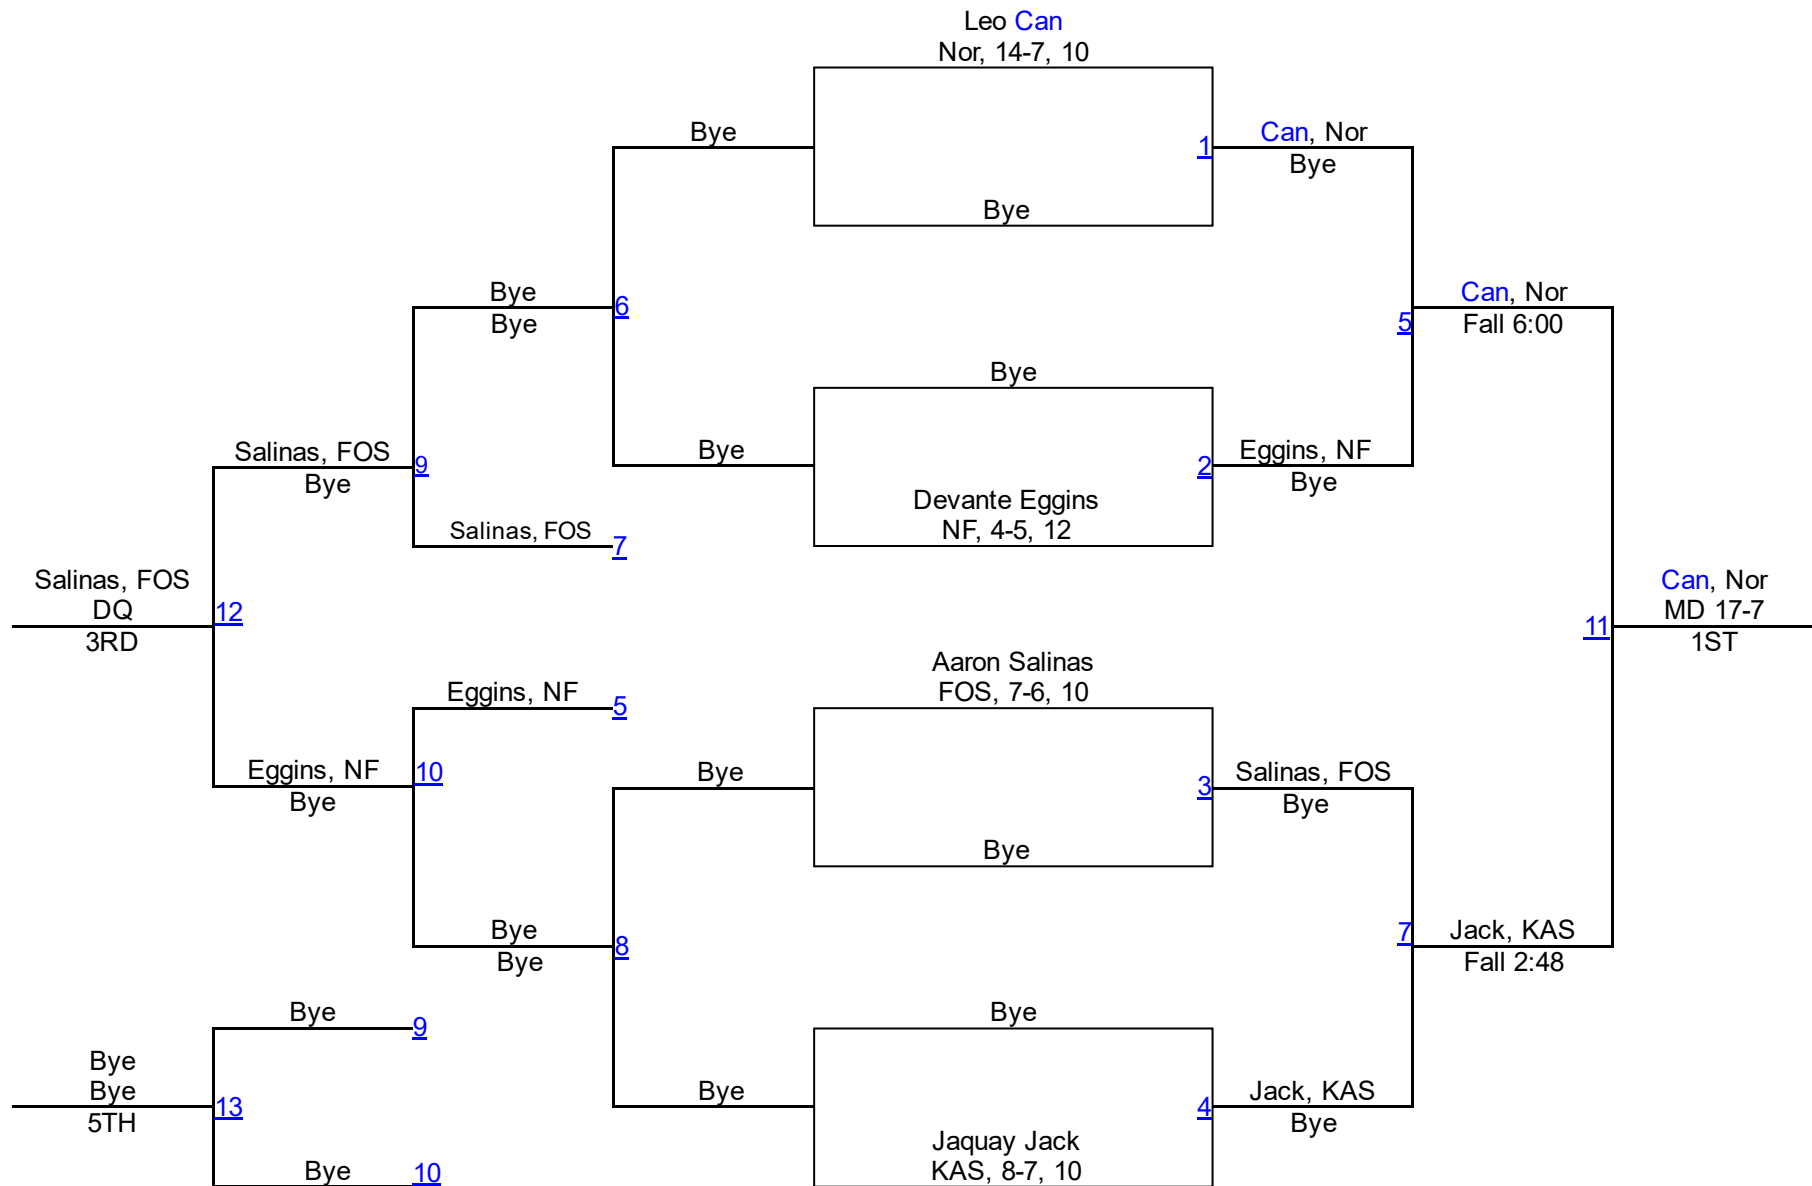 Leo Can
Nor, 14-7, 10
Bye
1
Can, Nor
Bye
Bye
Bye
Bye
6
Can, Nor
5
Fall 6:00
Bye
Salinas, FOS
9
Bye
Bye
2
Eggins, NF
Bye
Devante Eggins
NF, 4-5, 12
Salinas, FOS
7
Salinas, FOS
DQ
12
3RD
Can, Nor
MD 17-7
11
1ST
Aaron Salinas
FOS, 7-6, 10
Eggins, NF
5
Eggins, NF
10
Bye
Bye
3
Salinas, FOS
Bye
Bye
Bye
8
Bye
7
Jack, KAS
Fall 2:48
Bye
9
Bye
Bye
Bye
13
5TH
Bye
4
Jack, KAS
Bye
Jaquay Jack
KAS, 8-7, 10
Bye
10